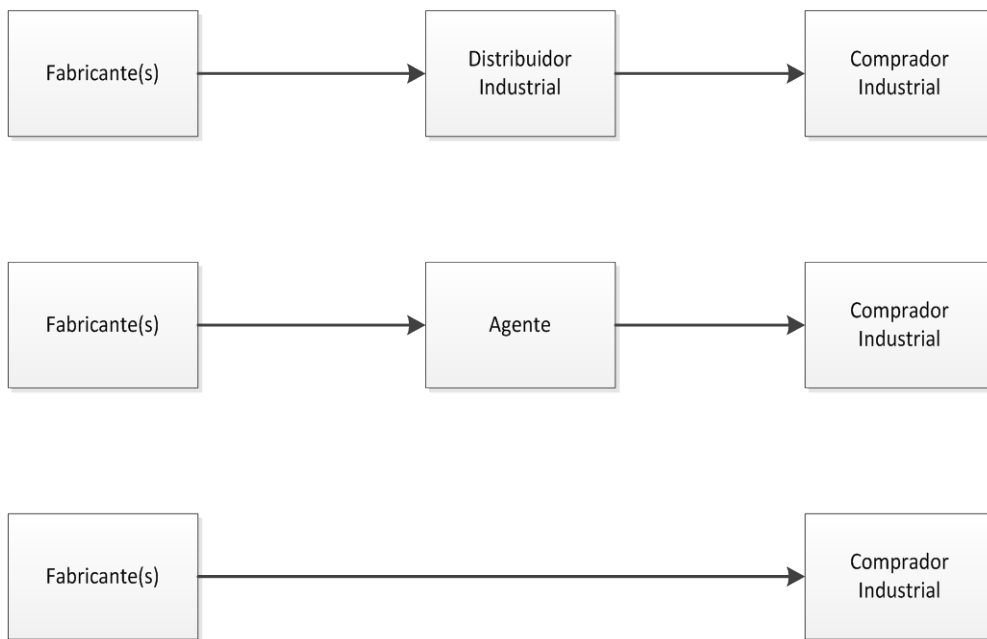 Fabricante(s)
Distribuidor
Industrial
Comprador
Industrial
Fabricante(s)
Agente
Comprador
Industrial
Fabricante(s)
Comprador
Industrial